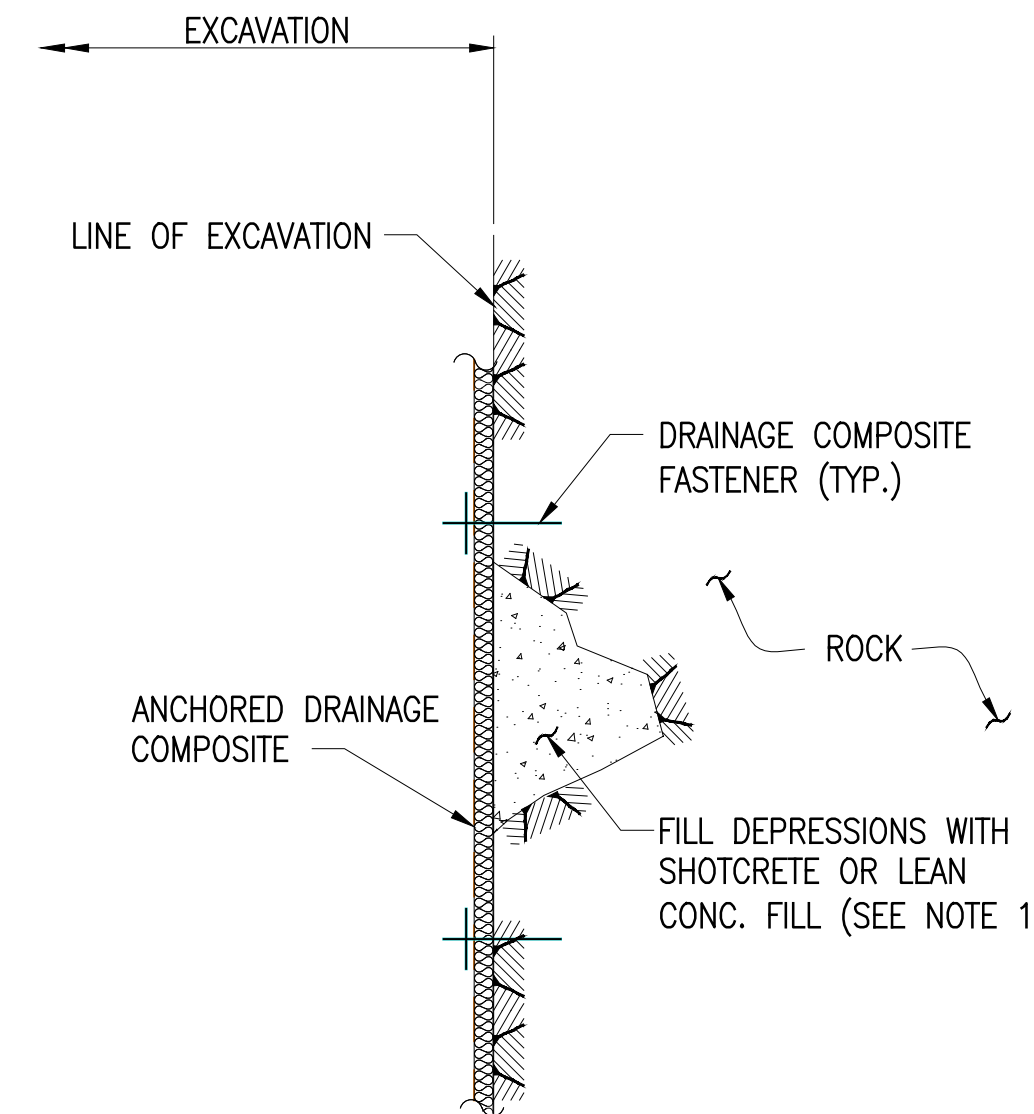 EXCAVATION
LINE OF EXCAVATION
DRAINAGE COMPOSITE
FASTENER (TYP.)
ROCK
ANCHORED DRAINAGE
COMPOSITE
FILL DEPRESSIONS WITH
SHOTCRETE OR LEAN
CONC. FILL (SEE NOTE 1